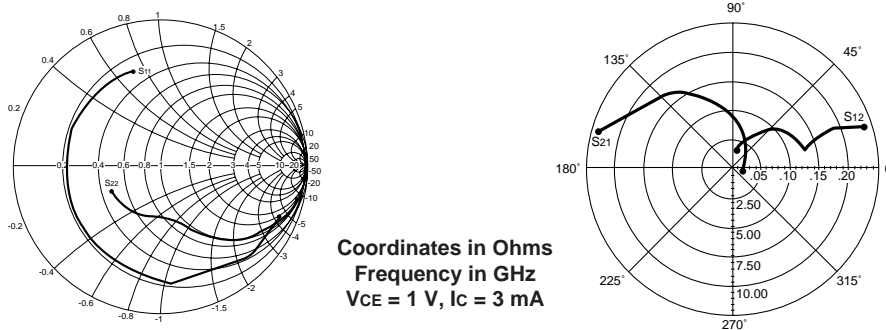 0.8 1 1.5
0.6 2
0.4 3
4
5
0.2 10
20
50
0.2 0.4 0.6 0.8 1 1.5 2 3 4 5 10 20
-50
-20
-10
-0.2 -5
-4
-3
-0.4 -2
-0.6 -1.5
-0.8 -1
S11
S22
Coordinates in Ohms
Frequency in GHz
VCE = 1 V, IC = 3 mA
90˚
135˚ 45˚
S21 S12
180˚ .05 .10 .15 .20 0
2.50
5.00
7.50
10.00
225˚ 315˚
270˚